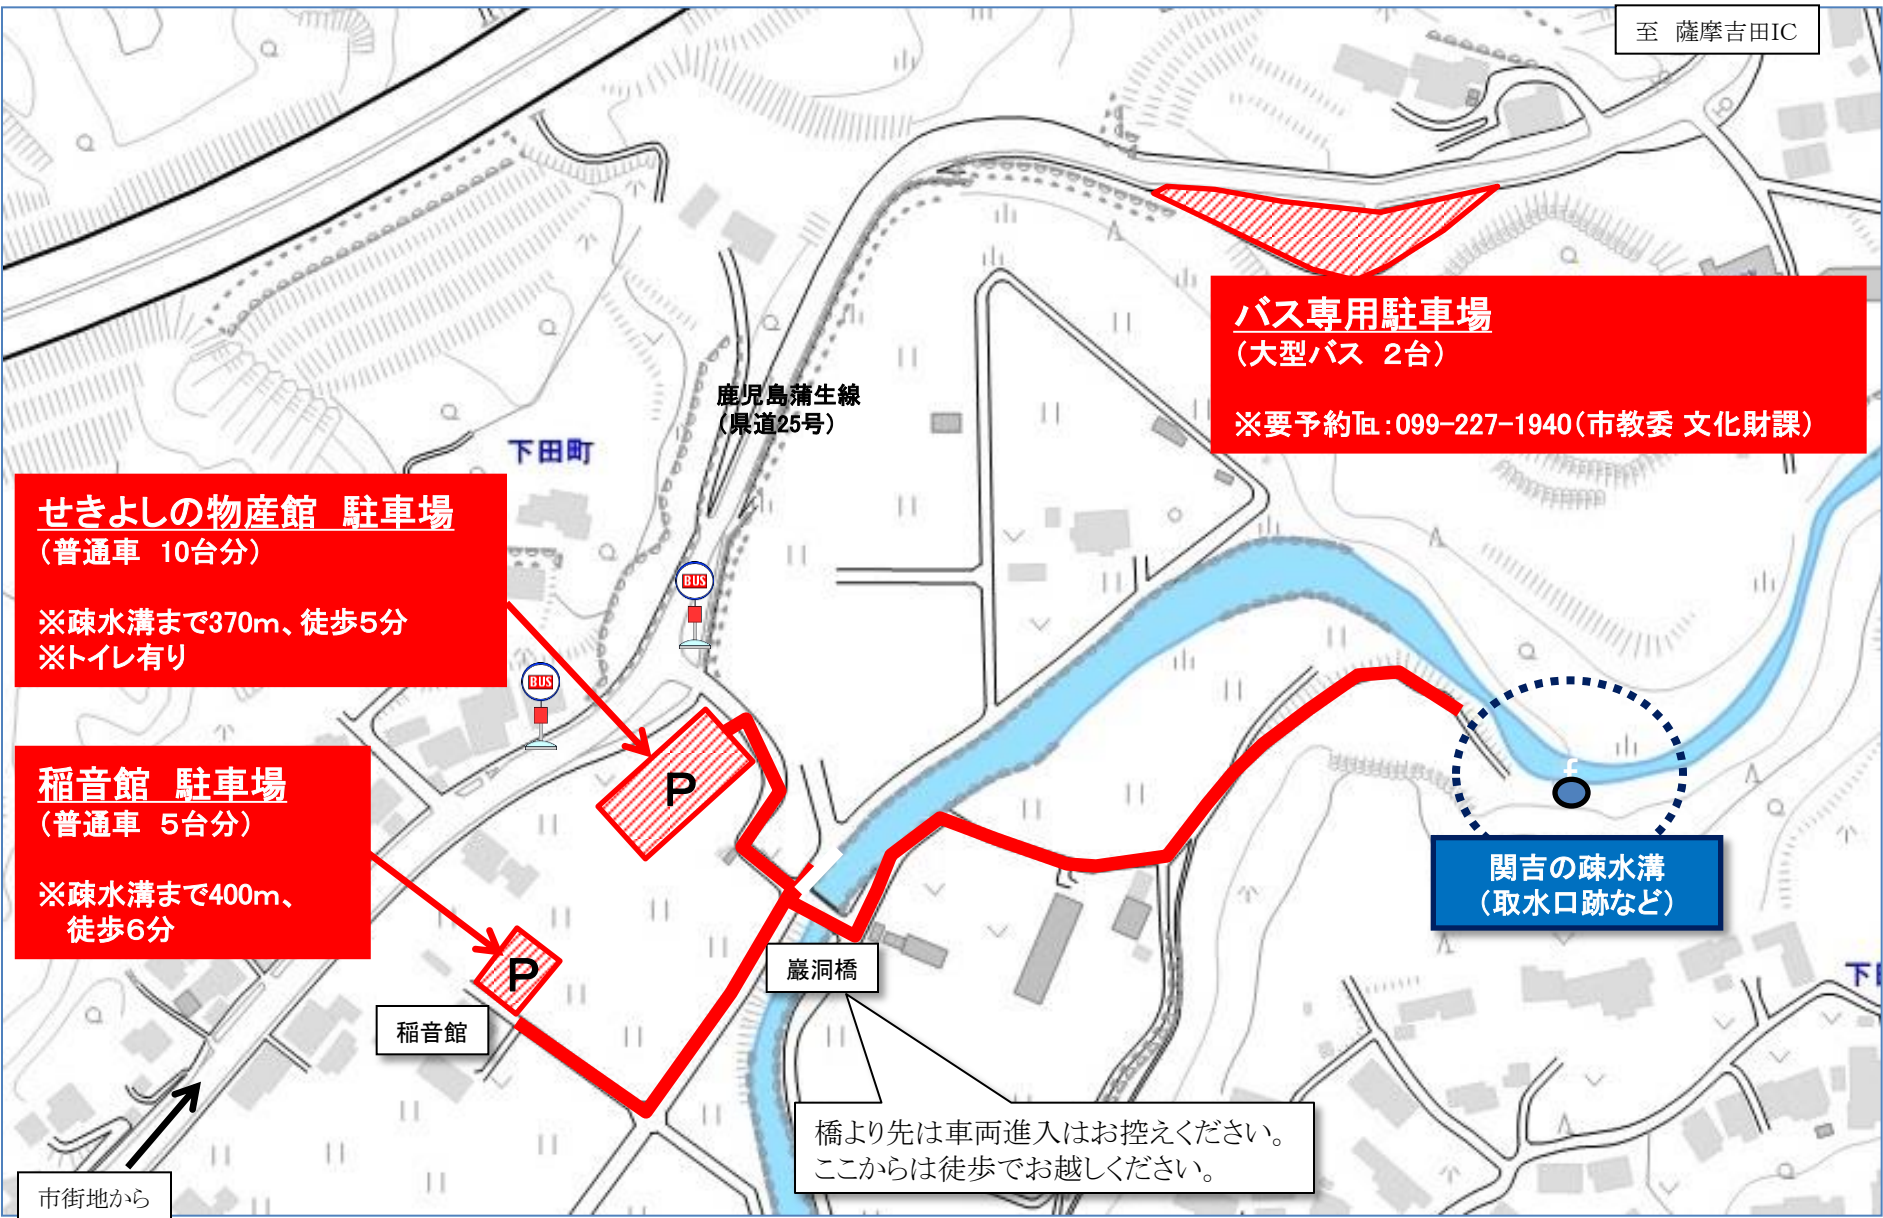 至 薩摩吉田IC
バス専用駐車場
（大型バス ２台）
※要予約℡：099-227-1940（市教委 文化財課）
鹿児島蒲生線
（県道25号）
下田町
せきよしの物産館 駐車場
（普通車 10台分）
※疎水溝まで370m、徒歩５分
※トイレ有り
BUS
BUS
P
稲音館 駐車場
（普通車 ５台分）
※疎水溝まで400m、
徒歩６分
P
関吉の疎水溝
（取水口跡など）
巖洞橋
稲音館
橋より先は車両進入はお控えください。
ここからは徒歩でお越しください。
市街地から